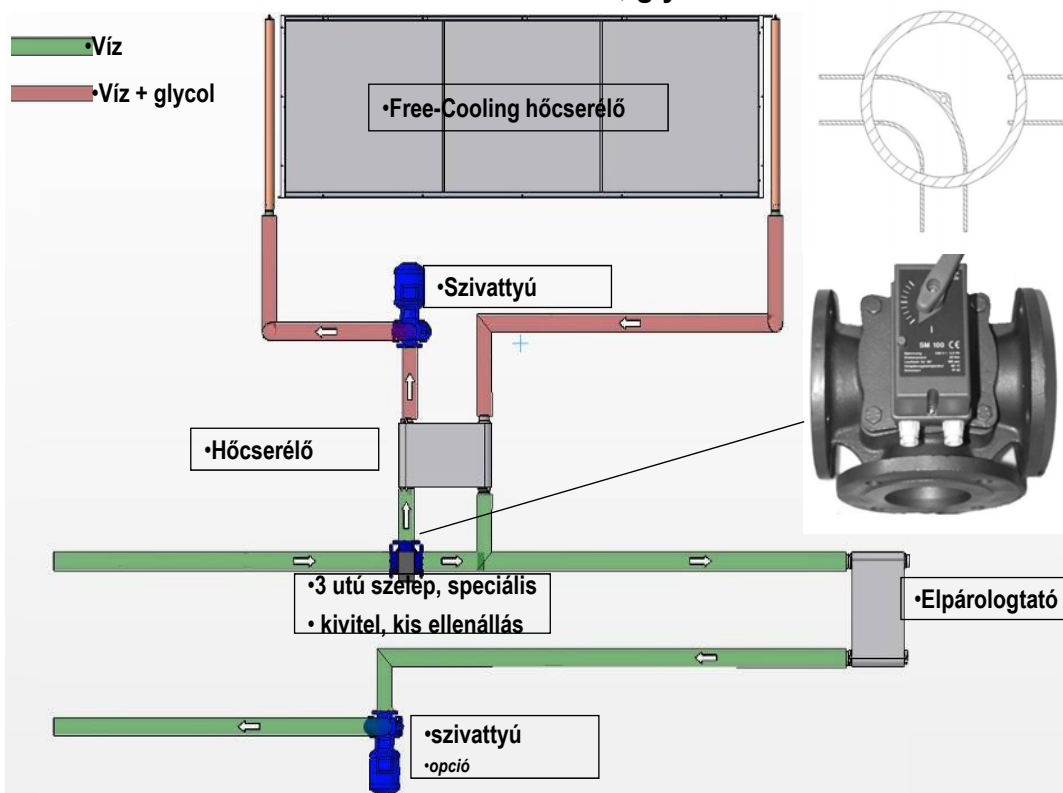 •Víz
•Víz + glycol
•Free-Cooling hőcserélő
•Szivattyú
SM 100 CE
•Hőcserélő
•3 utú szelep, speciális
• kivitel, kis ellenállás
•Elpárologtató
•szivattyú
•opció